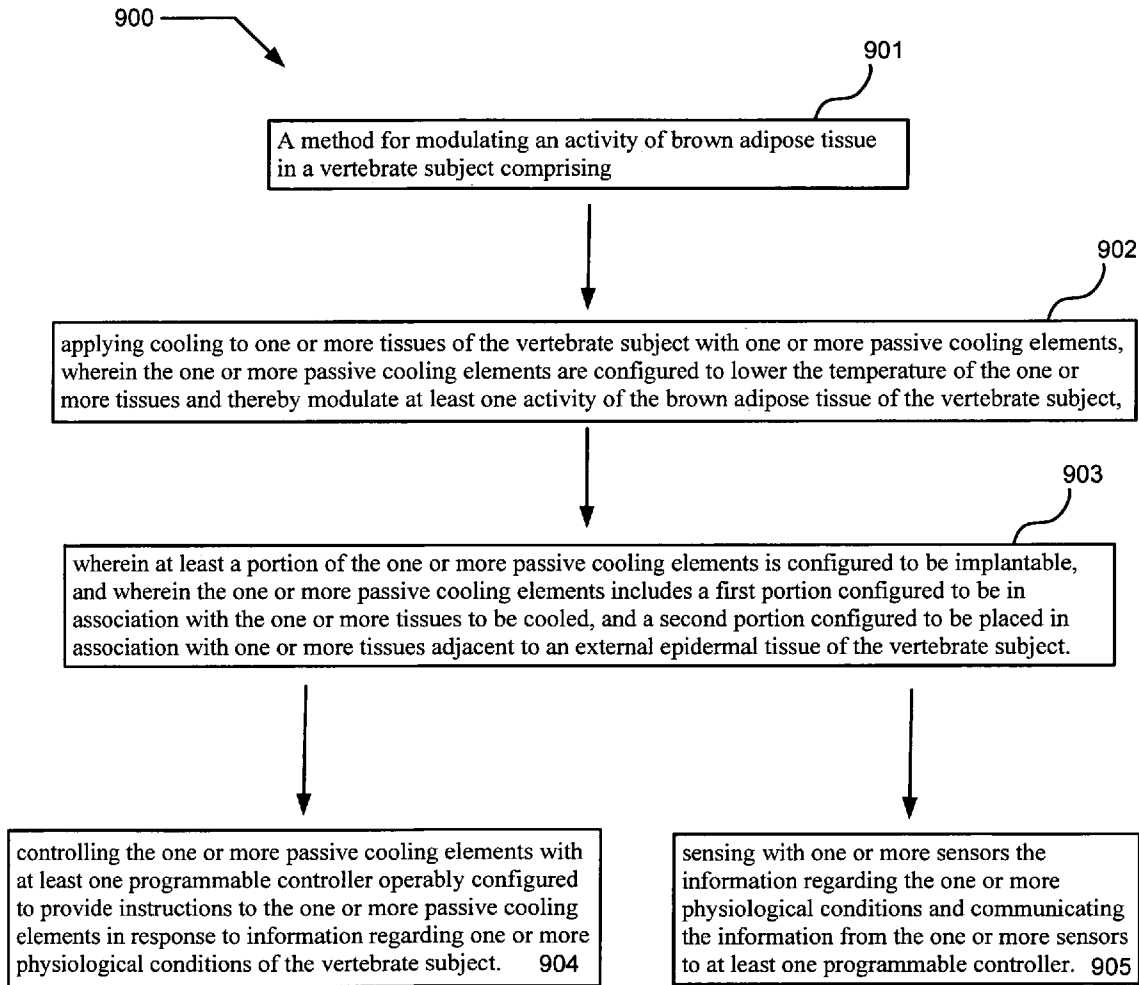 900
901
A method for modulating an activity of brown adipose tissue
in a vertebrate subject comprising
902
applying cooling to one or more tissues of the vertebrate subject with one or more passive cooling elements,
wherein the one or more passive cooling elements are configured to lower the temperature of the one or
more tissues and thereby modulate at least one activity of the brown adipose tissue of the vertebrate subject,
903
wherein at least a portion of the one or more passive cooling elements is configured to be implantable,
and wherein the one or more passive cooling elements includes a first portion configured to be in
association with the one or more tissues to be cooled, and a second portion configured to be placed in
association with one or more tissues adjacent to an external epidermal tissue of the vertebrate subject.
controlling the one or more passive cooling elements with
at least one programmable controller operably configured
to provide instructions to the one or more passive cooling
elements in response to information regarding one or more
physiological conditions of the vertebrate subject. 904
sensing with one or more sensors the
information regarding the one or more
physiological conditions and communicating
the information from the one or more sensors
to at least one programmable controller. 905